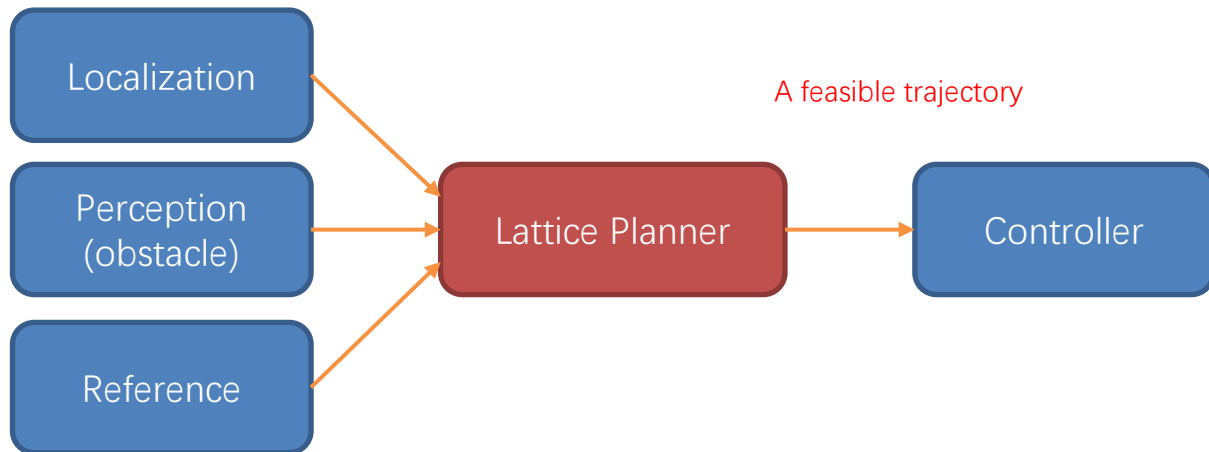 Localization
A feasible trajectory
Perception
(obstacle)
Lattice Planner
Controller
Reference